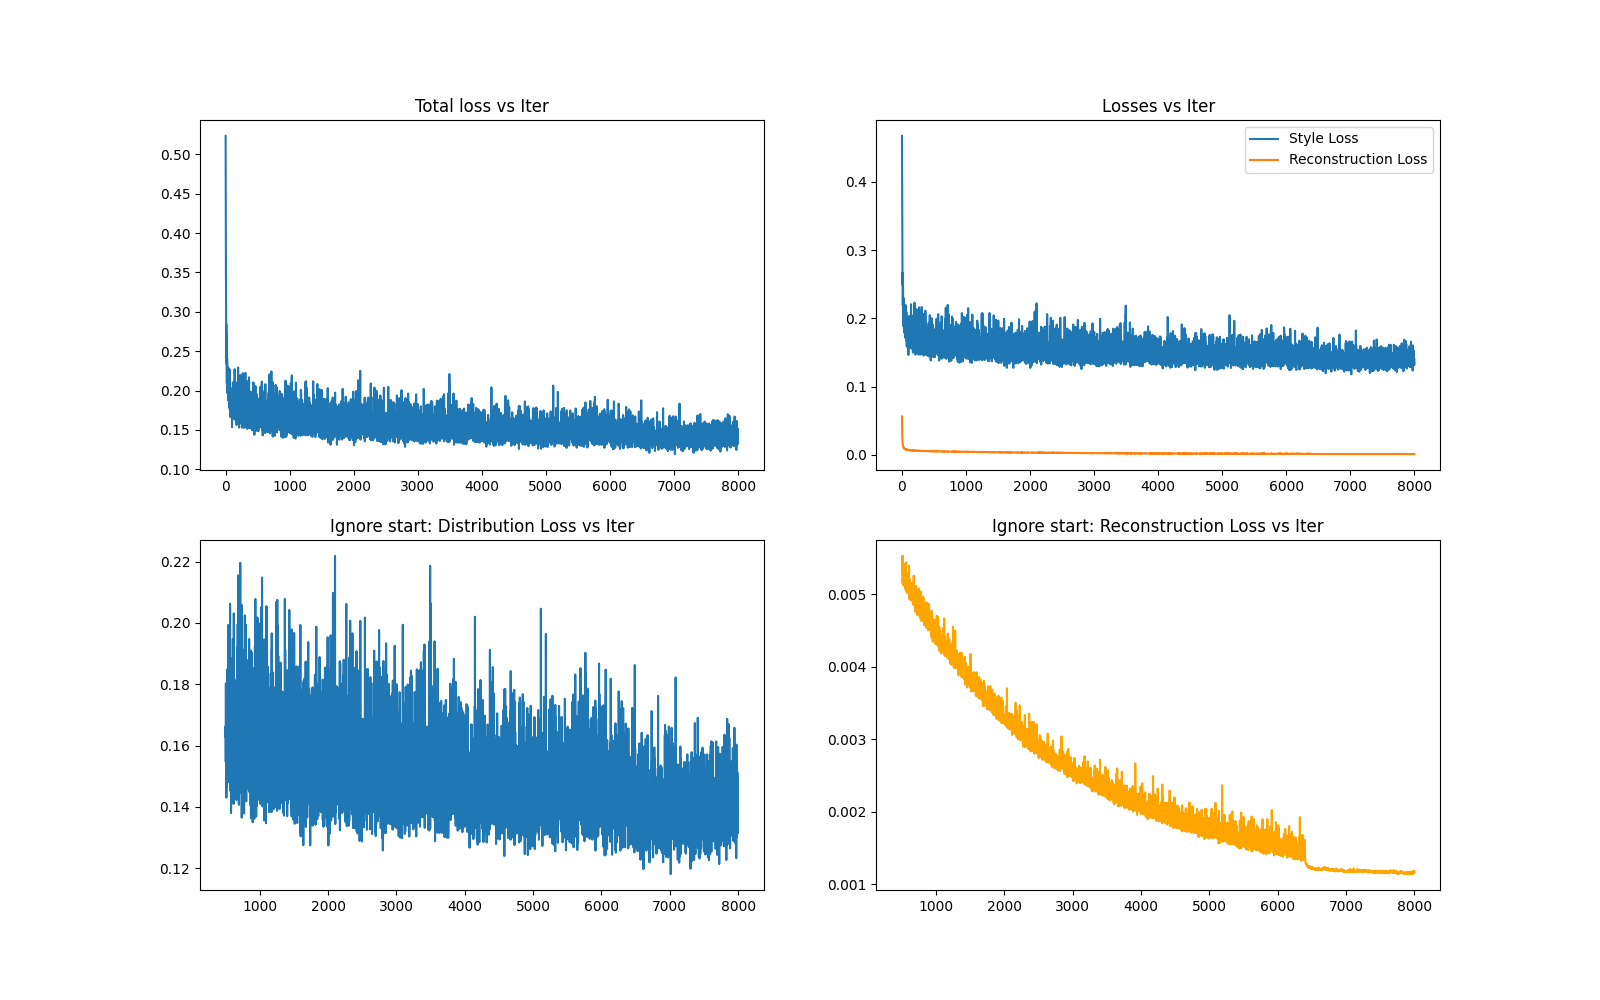 Total loss vs Iter
0.50
0.45
0.40
0.35
0.30
0.25
0.20
0.15
0.10
0 1000 2000 3000 4000 5000 6000 7000 8000
Losses vs Iter
Style Loss
Reconstruction Loss
0.4
0.3
0.2
0.1
0.0
0 1000 2000 3000 4000 5000 6000 7000 8000
Ignore start: Distribution Loss vs Iter
0.22
0.20
0.18
0.16
0.14
0.12
1000 2000 3000 4000 5000 6000 7000 8000
Ignore start: Reconstruction Loss vs Iter
0.005
0.004
0.003
0.002
0.001
1000 2000 3000 4000 5000 6000 7000 8000